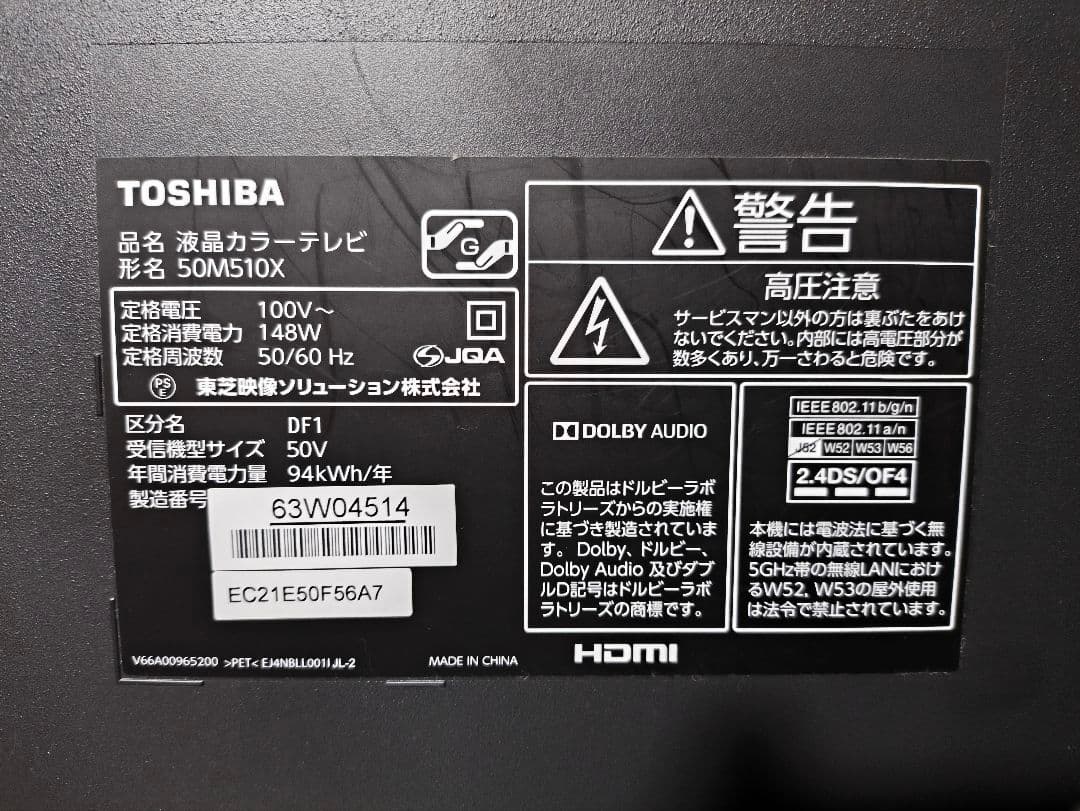 TOSHIBA
品名 液晶カラーテレビ
形名 50M510X
G
定格電圧 100V～
定格消費電力 148W
定格周波数 50/60 Hz
JQA
PS
E
東芝映像ソリューション株式会社
区分名 DF1
受信機型サイズ 50V
年間消費電力量 94kWh/年
製造番号
63W04514
EC21E50F56A7
V66A00965200 >PET< EJ4NBLL001J JL-2
MADE IN CHINA
警告
高圧注意
サービスマン以外の方は裏ぶたをあけ
ないでください。内部には高電圧部分が
数多くあり、万一さわると危険です。
DOLBY AUDIO
この製品はドルビーラボ
ラトリーズからの実施権
に基づき製造されていま
す。Dolby、ドルビー、
Dolby Audio 及びダブ
ルD記号はドルビーラボ
ラトリーズの商標です。
HDMI
IEEE802.11b/g/n
IEEE802.11a/n
J52 W52 W53 W56
2.4DS/OF4
本機には電波法に基づく無
線設備が内蔵されています。
5GHz帯の無線LANにおけ
るW52、W53の屋外使用
は法令で禁止されています。